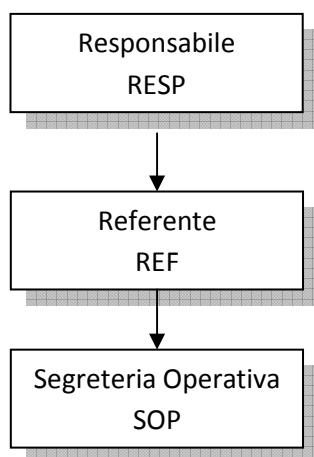 Responsabile
RESP
Referente
REF
Segreteria Operativa
SOP